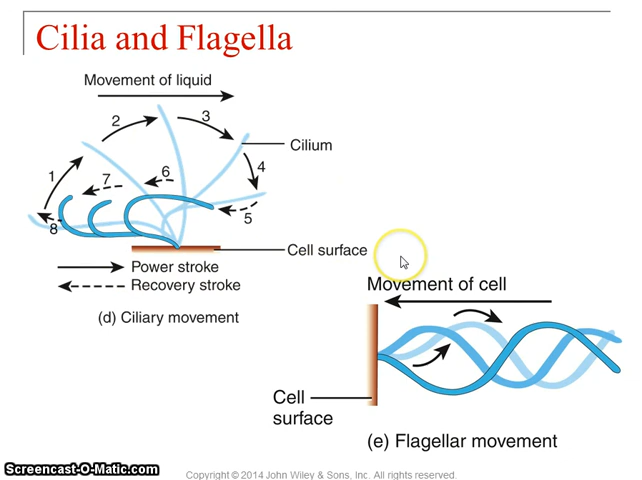 Cilia and Flagella
Movement of liquid
2
3
Cilium
1
7
6
4
8
5
Cell surface
Power stroke
Recovery stroke
(d) Ciliary movement
Movement of cell
Cell
surface
(e) Flagellar movement
Screencast-O-Matic.com
Copyright © 2014 John Wiley & Sons, Inc. All rights reserved.